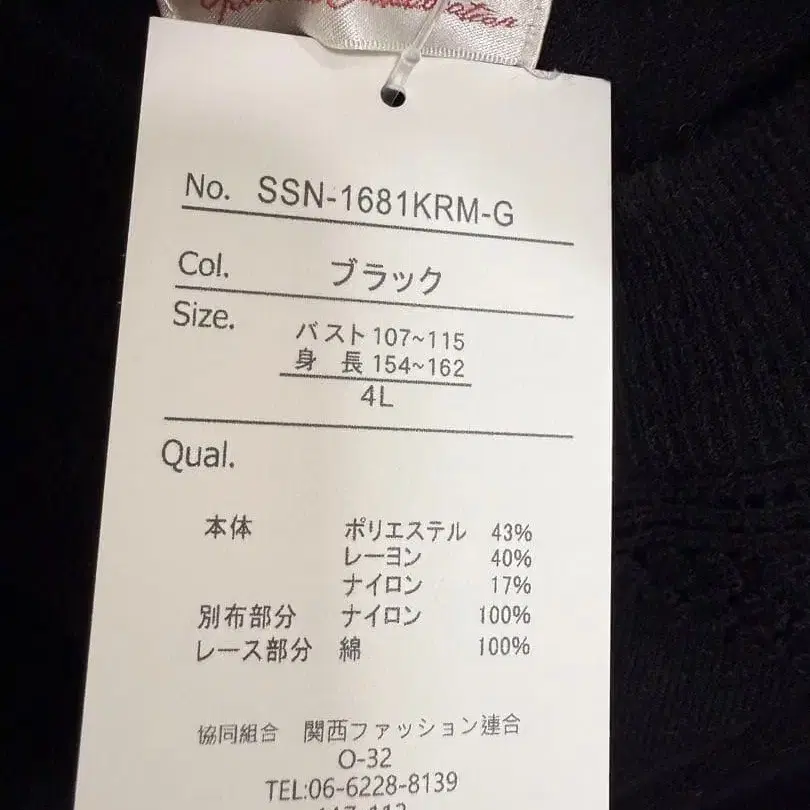 No. SSN-1681KRM-G
Col. ブラック
Size.
バスト 107~115
身 長 154~162
4L
Qual.
本体 ポリエステル 43%
レーヨン 40%
ナイロン 17%
別布部分 ナイロン 100%
レース部分 綿 100%
協同組合 関西ファッション連合
O-32
TEL:06-6228-8139